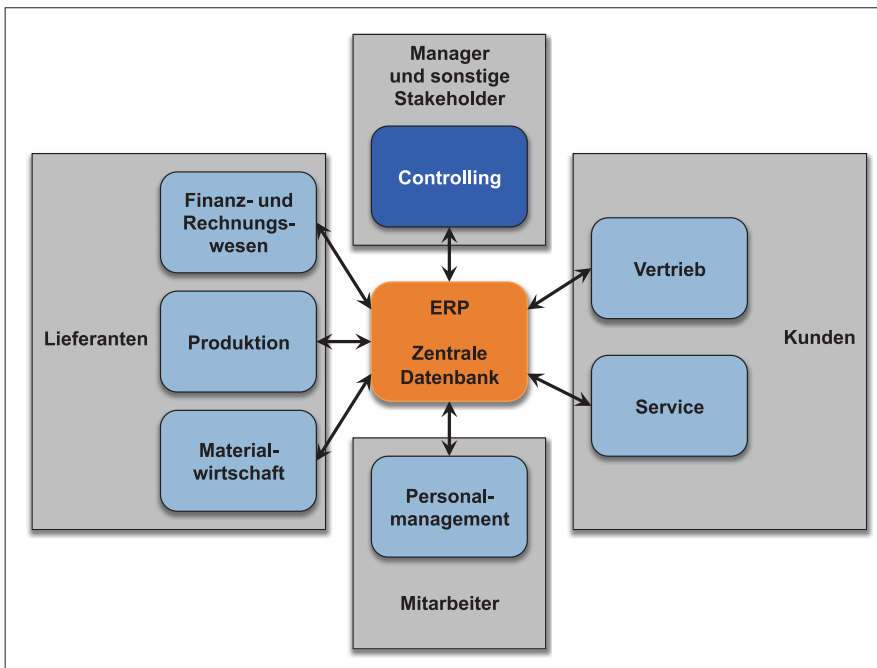 Manager
und sonstige
Stakeholder
Controlling
Finanz- und
Rechnungs-
wesen
Lieferanten
Produktion
Material-
wirtschaft
ERP
Zentrale
Datenbank
Vertrieb
Kunden
Service
Personal-
management
Mitarbeiter